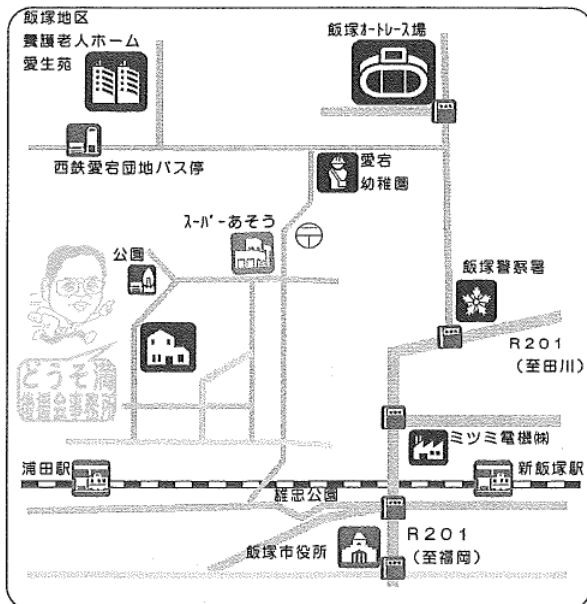 飯塚地区
養護老人ホーム
愛生苑
飯塚オートレース場
西鉄愛宕団地バス停
愛宕
幼稚園
スーパーあそう
公園
飯塚警察署
R201
(至田川)
どうそ満
ミツミ電機㈱
浦田駅
新飯塚駅
雄忠公園
飯塚市役所
R201
(至福岡)